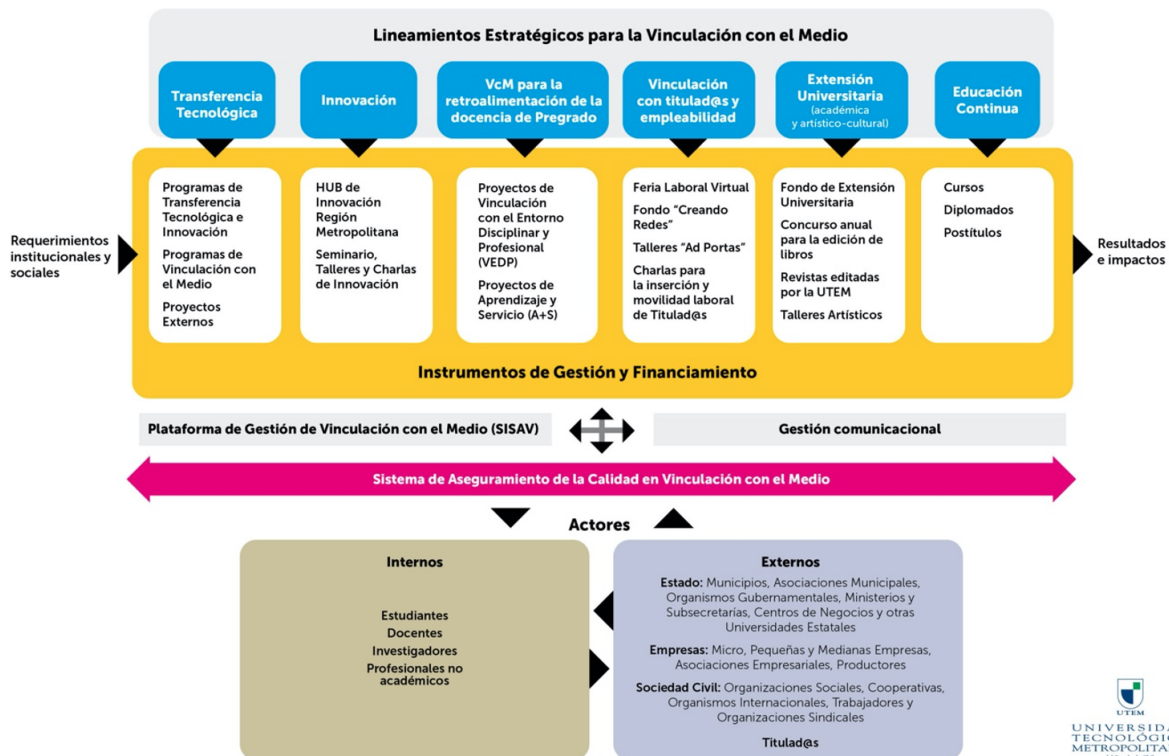 Lineamientos Estratégicos para la Vinculación con el Medio
Transferencia
Tecnológica
Innovación
VcM para la
retroalimentación de la
docencia de Pregrado
Vinculación
con titulad@s y
empleabilidad
Extensión
Universitaria
(académica
y artístico-cultural)
Educación
Continua
Requerimientos
institucionales y
sociales
Programas de
Transferencia
Tecnológica e
Innovación
Programas de
Vinculación con
el Medio
Proyectos
Externos
HUB de
Innovación
Región
Metropolitana
Seminario,
Talleres y Charlas
de Innovación
Proyectos de
Vinculación
con el Entorno
Disciplinar y
Profesional
(VEDP)
Proyectos de
Aprendizaje y
Servicio (A+S)
Feria Laboral Virtual
Fondo “Creando
Redes”
Talleres “Ad Portas”
Charlas para
la inserción y
movilidad laboral
de Titulad@s
Fondo de Extensión
Universitaria
Concurso anual
para la edición de
libros
Revistas editadas
por la UTEM
Talleres Artísticos
Cursos
Diplomados
Postítulos
Resultados
e impactos
Instrumentos de Gestión y Financiamiento
Plataforma de Gestión de Vinculación con el Medio (SISAV)
Gestión comunicacional
Sistema de Aseguramiento de la Calidad en Vinculación con el Medio
Actores
Internos
Estudiantes
Docentes
Investigadores
Profesionales no
académicos
Externos
Estado: Municipios, Asociaciones Municipales,
Organismos Gubernamentales, Ministerios y
Subsecretarías, Centros de Negocios y otras
Universidades Estatales
Empresas: Micro, Pequeñas y Medianas Empresas,
Asociaciones Empresariales, Productores
Sociedad Civil: Organizaciones Sociales, Cooperativas,
Organismos Internacionales, Trabajadores y
Organizaciones Sindicales
Titulad@s
UTEM
UNIVERSIDA
TECNOLÓGIC
METROPOLITA